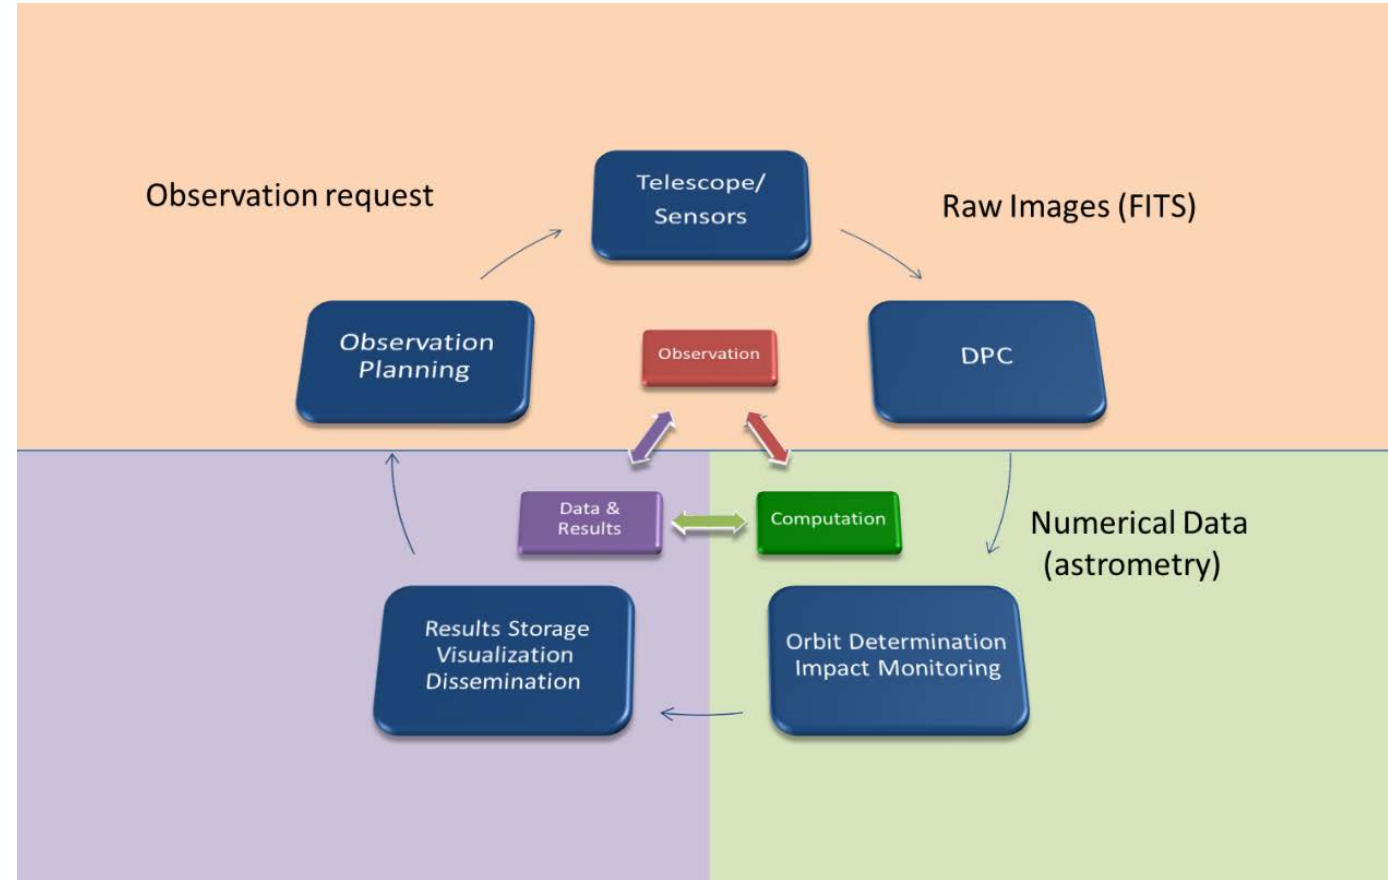 Observation request
Telescope/
Sensors
Raw Images (FITS)
Observation
Planning
Observation
DPC
Data &
Results
Computation
Numerical Data
(astrometry)
Results Storage
Visualization
Dissemination
Orbit Determination
Impact Monitoring